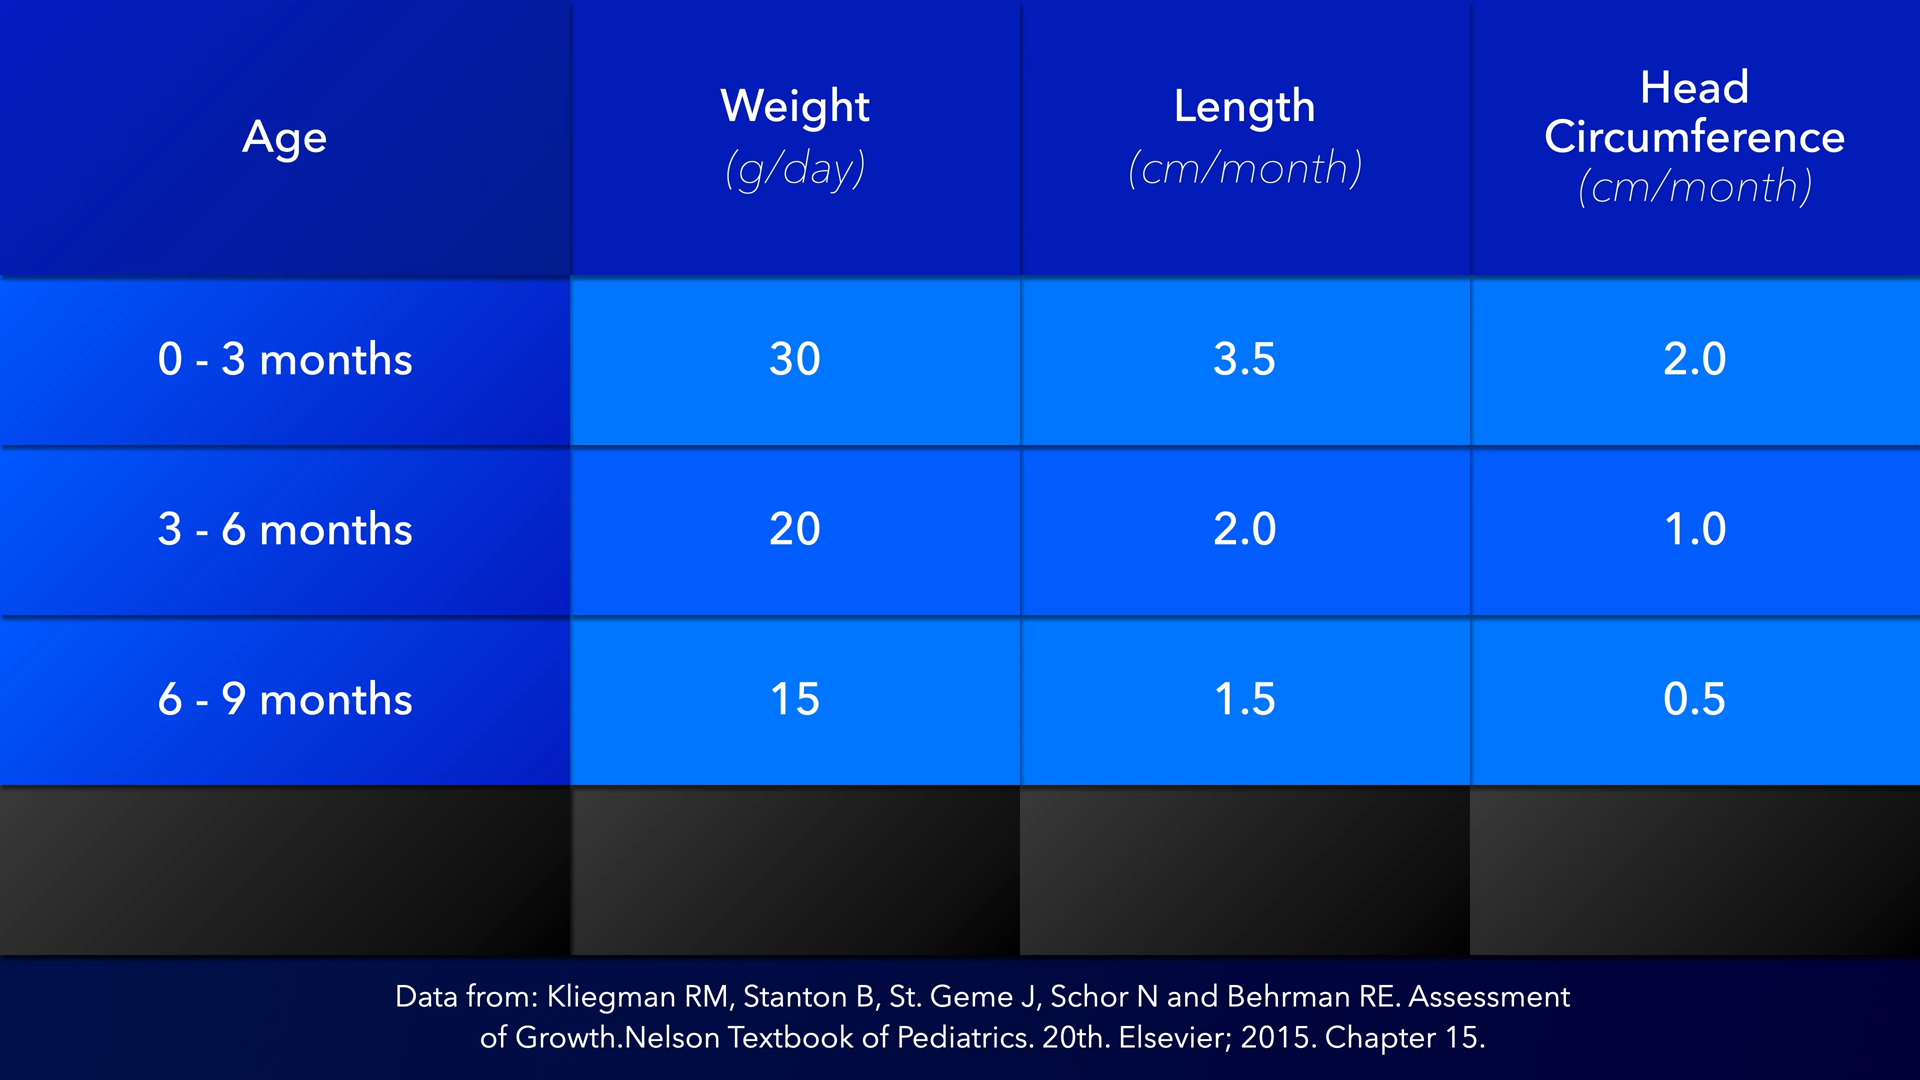 Age
Weight
(g/day)
Length
(cm/month)
Head
Circumference
(cm/month)
0 - 3 months
30
3.5
2.0
3 - 6 months
20
2.0
1.0
6 - 9 months
15
1.5
0.5
Data from: Kliegman RM, Stanton B, St. Geme J, Schor N and Behrman RE. Assessment
of Growth.Nelson Textbook of Pediatrics. 20th. Elsevier; 2015. Chapter 15.